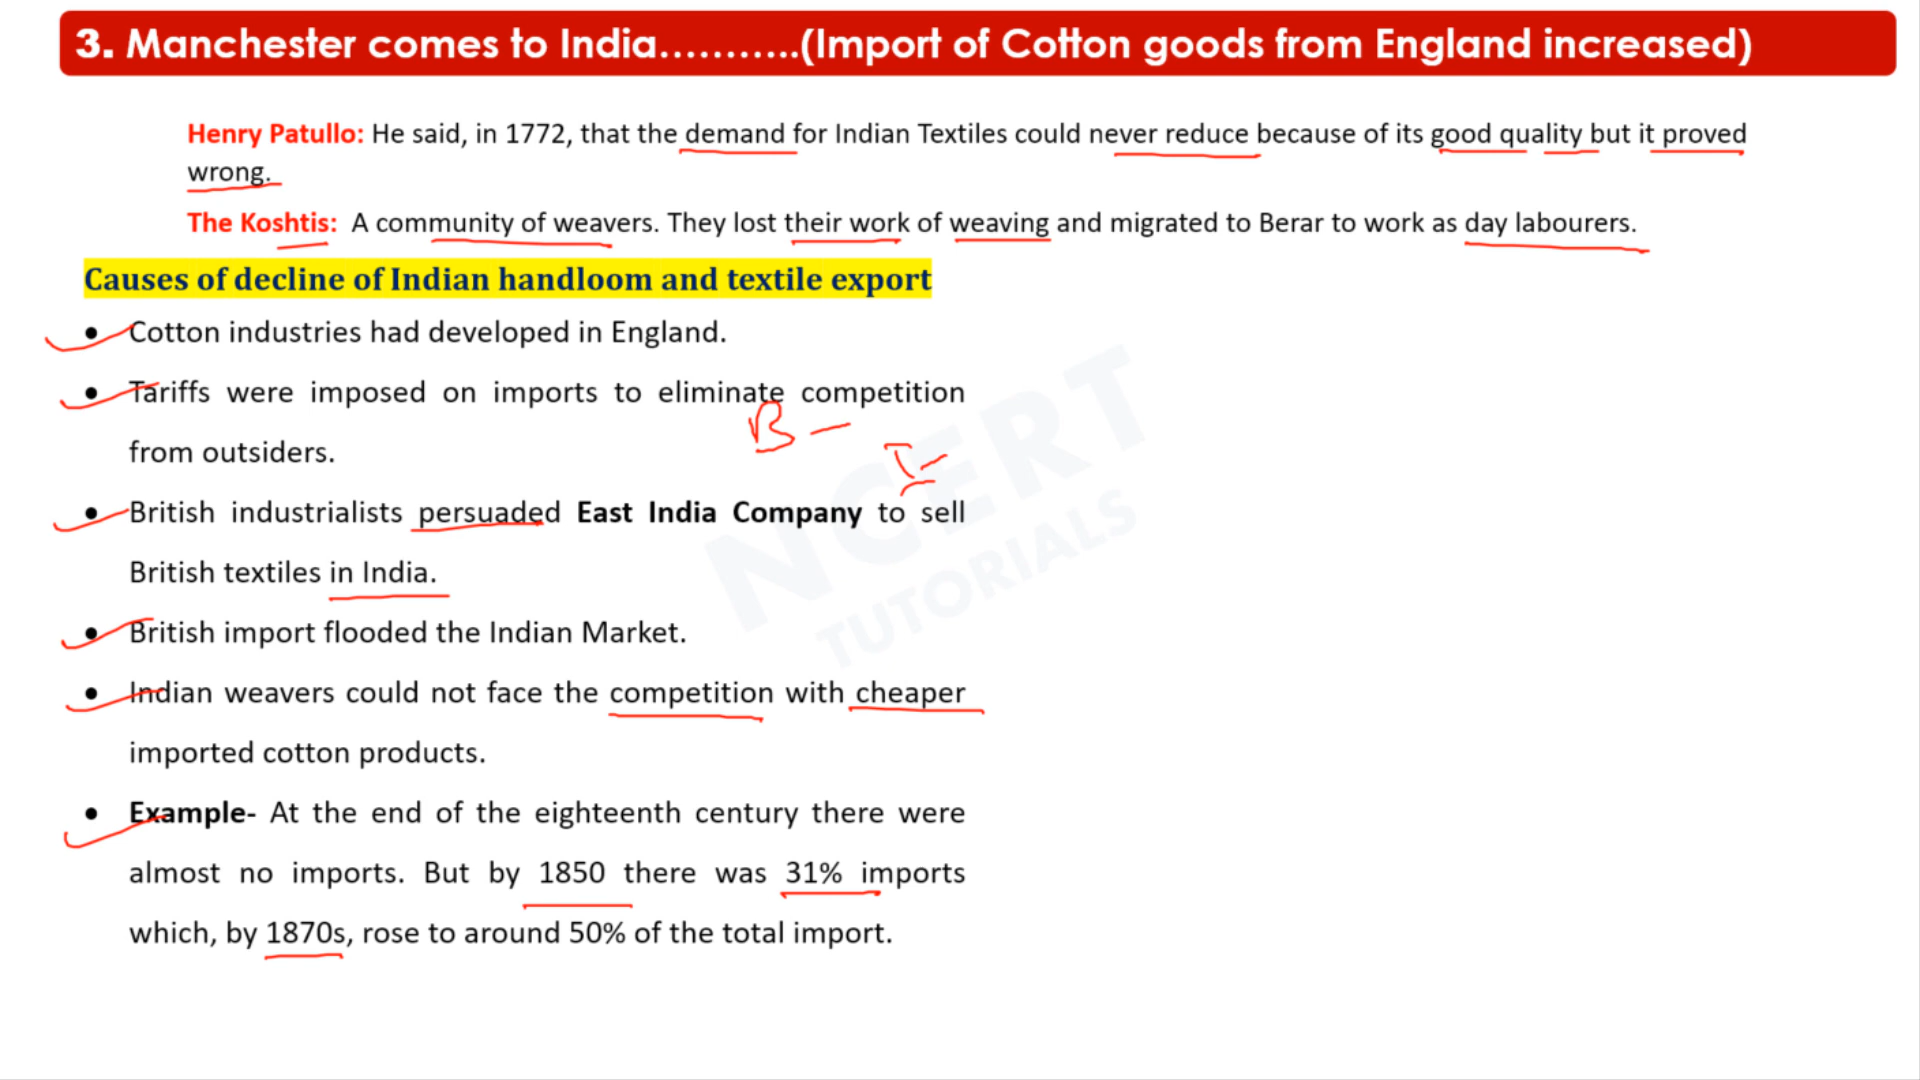 3. Manchester comes to India...........(Import of Cotton goods from England increased)
Henry Patullo: He said, in 1772, that the demand for Indian Textiles could never reduce because of its good quality but it proved
wrong.
The Koshtis: A community of weavers. They lost their work of weaving and migrated to Berar to work as day labourers.
Causes of decline of Indian handloom and textile export
• Cotton industries had developed in England.
• Tariffs were imposed on imports to eliminate competition
from outsiders.
B –
I –
• British industrialists persuaded East India Company to sell
British textiles in India.
• British import flooded the Indian Market.
• Indian weavers could not face the competition with cheaper
imported cotton products.
• Example- At the end of the eighteenth century there were
almost no imports. But by 1850 there was 31% imports
which, by 1870s, rose to around 50% of the total import.
NCERT
TUTORIALS